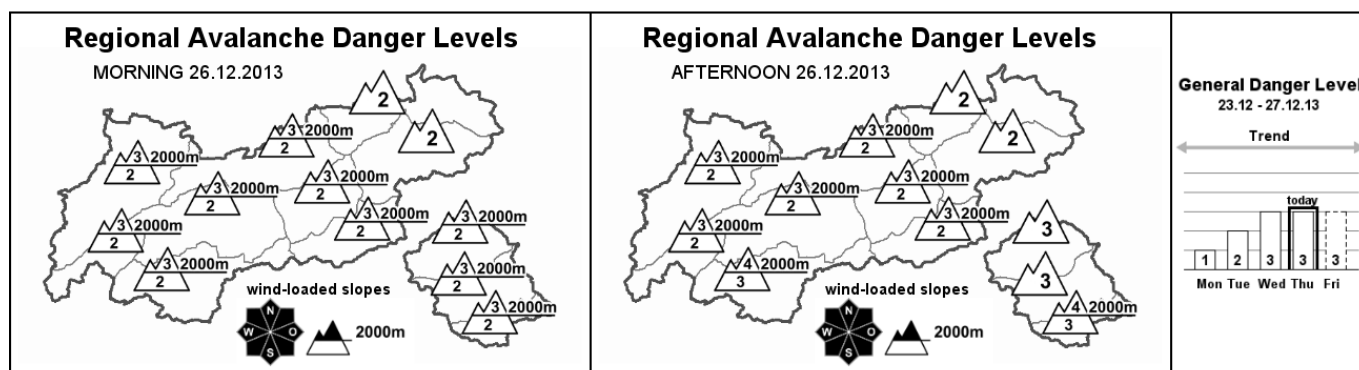 Regional Avalanche Danger Levels
MORNING 26.12.2013
2
2
3 2000m
2
3 2000m
2
3 2000m
2
3 2000m
2
3 2000m
2
3 2000m
2
3 2000m
2
3 2000m
2
3 2000m
2
3 2000m
2
wind-loaded slopes
N
W O
S
2000m
Regional Avalanche Danger Levels
AFTERNOON 26.12.2013
2
2
3 2000m
2
3 2000m
2
3 2000m
2
3 2000m
2
3 2000m
2
3 2000m
2
3
4 2000m
3
3
4 2000m
3
wind-loaded slopes
N
W O
S
2000m
General Danger Level
23.12 - 27.12.13
Trend
today
1 2 3 3 3
Mon Tue Wed Thu Fri